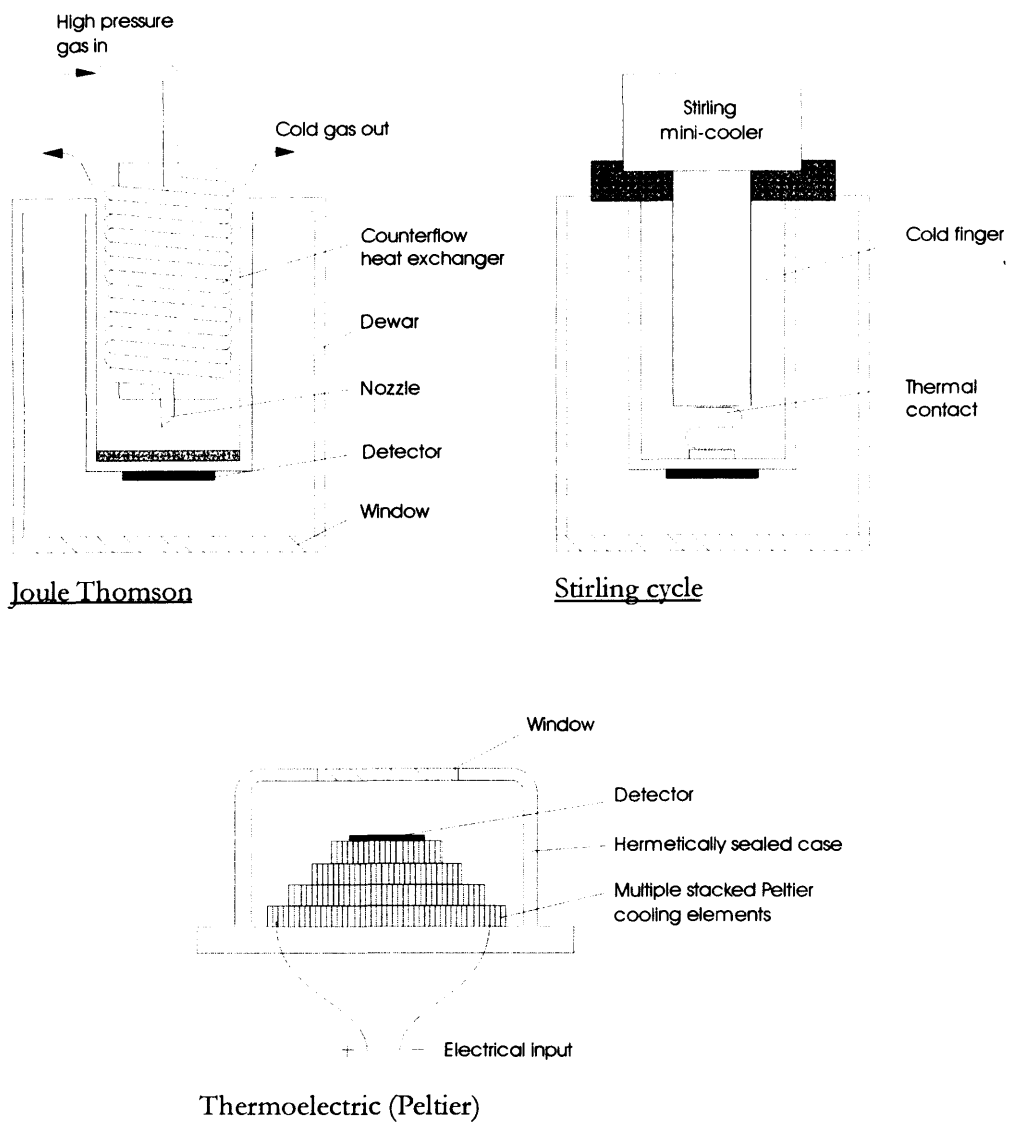 High pressure
gas in
Cold gas out
Counterflow
heat exchanger
Dewar
Nozzle
Detector
Window
Joule Thomson
Stirling
mini-cooler
Cold finger
Thermal
contact
Stirling cycle
Window
Detector
Hermetically sealed case
Multiple stacked Peltier
cooling elements
+ − Electrical input
Thermoelectric (Peltier)